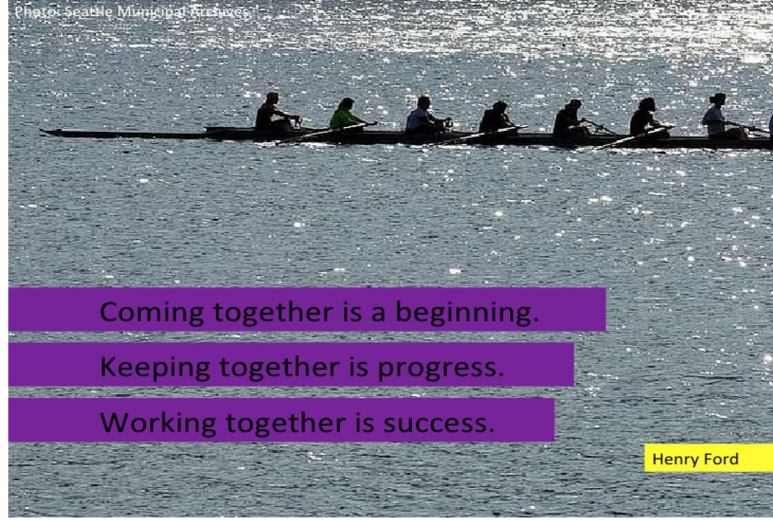 Photo: Seattle Municipal Archives
Coming together is a beginning.
Keeping together is progress.
Working together is success.
Henry Ford